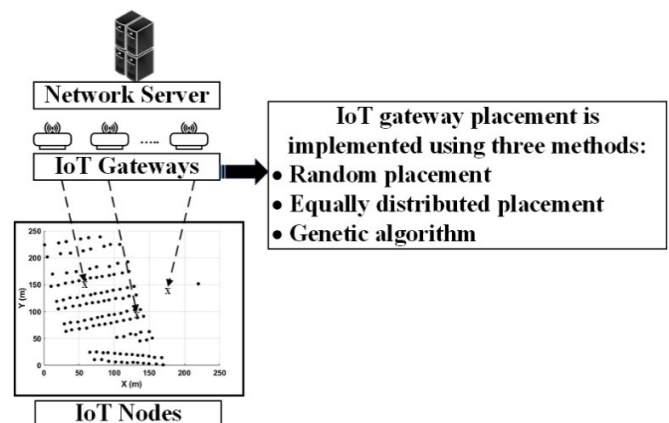 Network Server
IoT Gateways
IoT gateway placement is
implemented using three methods:
• Random placement
• Equally distributed placement
• Genetic algorithm
250
200
150
100
50
0
Y (m)
x
x
x
0 50 100 150 200 250
X (m)
IoT Nodes